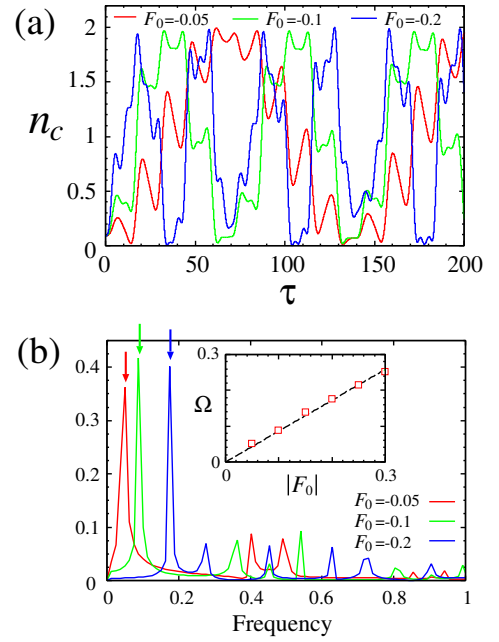 (a)
F₀=-0.05 F₀=-0.1 F₀=-0.2
2
1.5
n_c
1
0.5
0
0 50 100 150 200
τ
(b)
0.4
0.3
0.2
0.1
0
0.3
Ω
0 0.3
|F₀|
F₀=-0.05
F₀=-0.1
F₀=-0.2
0 0.2 0.4 0.6 0.8 1
Frequency